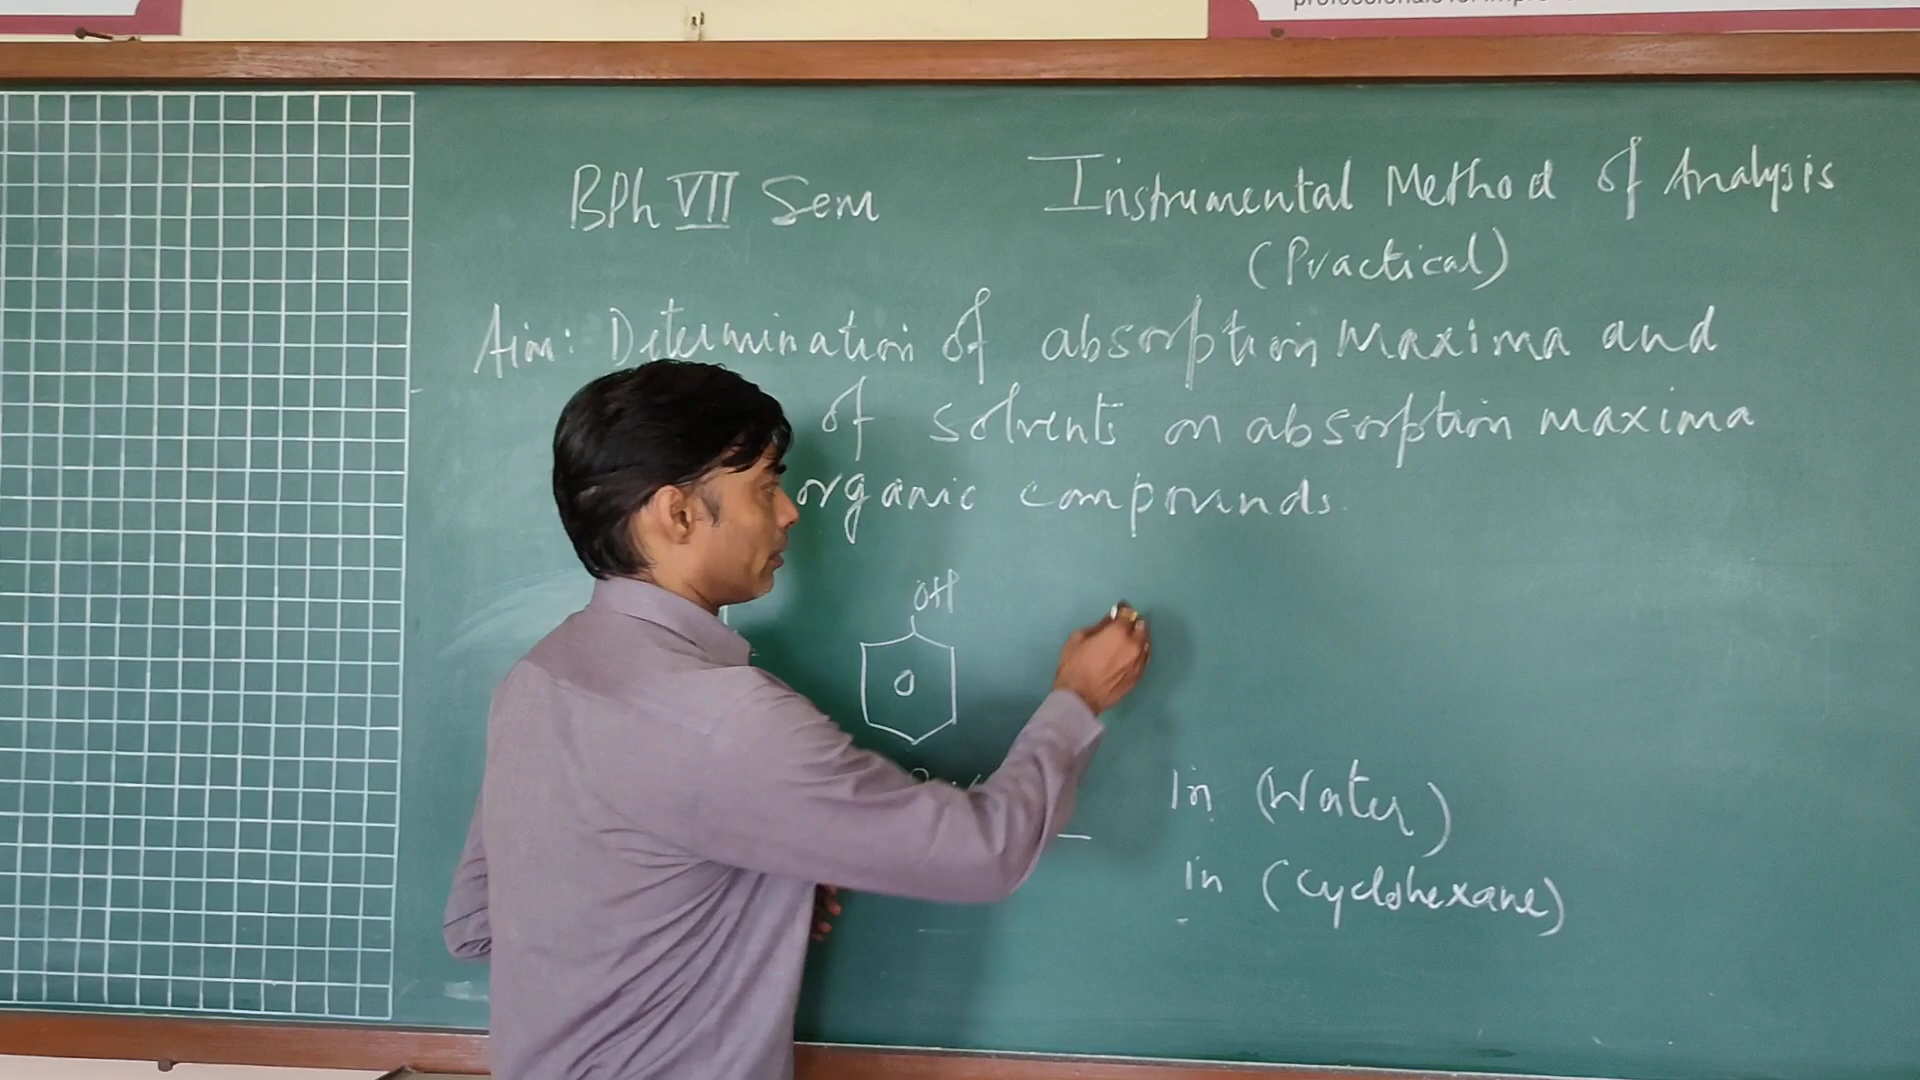 BPh VII Sem
Instrumental Method of Analysis
(Practical)
Aim: Determination of absorption maxima and
of solvents on absorption maxima
organic compounds.
OH
in (Water)
in (cyclohexane)